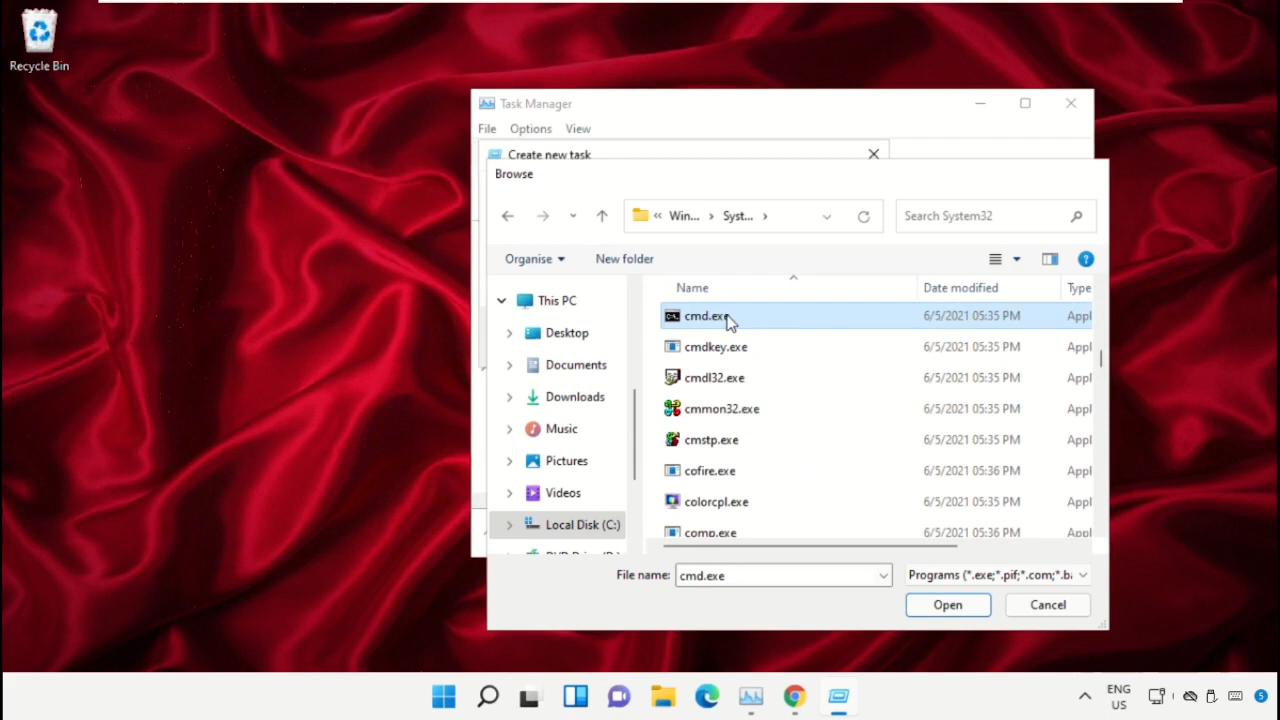 Recycle Bin
Task Manager
File Options View
Create new task
Browse
« Win... › Syst... ›
Search System32
Organise New folder
Name Date modified Type
This PC
Desktop
Documents
Downloads
Music
Pictures
Videos
Local Disk (C:)
cmd.exe 6/5/2021 05:35 PM Appl
cmdkey.exe 6/5/2021 05:35 PM Appl
cmdl32.exe 6/5/2021 05:35 PM Appl
cmmon32.exe 6/5/2021 05:35 PM Appl
cmstp.exe 6/5/2021 05:35 PM Appl
cofire.exe 6/5/2021 05:36 PM Appl
colorcpl.exe 6/5/2021 05:35 PM Appl
comp.exe 6/5/2021 05:36 PM Appl
File name: cmd.exe Programs (*.exe;*.pif;*.com;*.ba
Open Cancel
ENG
US
5